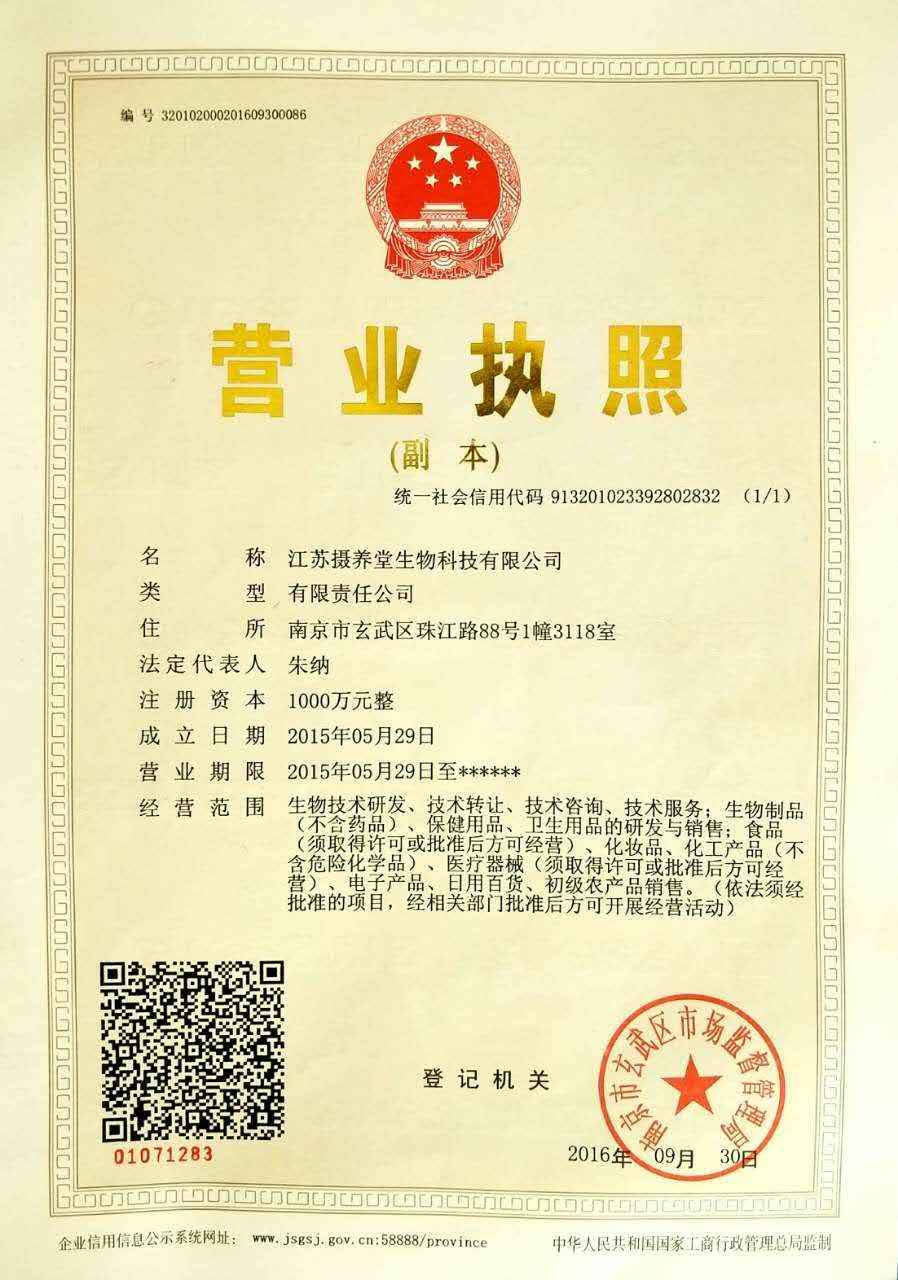 编 号 320102000201609300086
营业执照
(副 本)
统一社会信用代码 913201023392802832 (1/1)
名 称 江苏摄养堂生物科技有限公司
类 型 有限责任公司
住 所 南京市玄武区珠江路88号1幢3118室
法定代表人 朱纳
注册资本 1000万元整
成立日期 2015年05月29日
营业期限 2015年05月29日至******
经营范围 生物技术研发、技术转让、技术咨询、技术服务；生物制品
（不含药品）、保健用品、卫生用品的研发与销售；食品
（须取得许可或批准后方可经营）、化妆品、化工产品（不
含危险化学品）、医疗器械（须取得许可或批准后方可经
营）、电子产品、日用百货、初级农产品销售。（依法须经
批准的项目，经相关部门批准后方可开展经营活动）
南京市玄武区市场监督管理局
登记机关
01071283
2016年 09月 30日
企业信用信息公示系统网址： www.jsgsj.gov.cn:58888/province
中华人民共和国国家工商行政管理总局监制